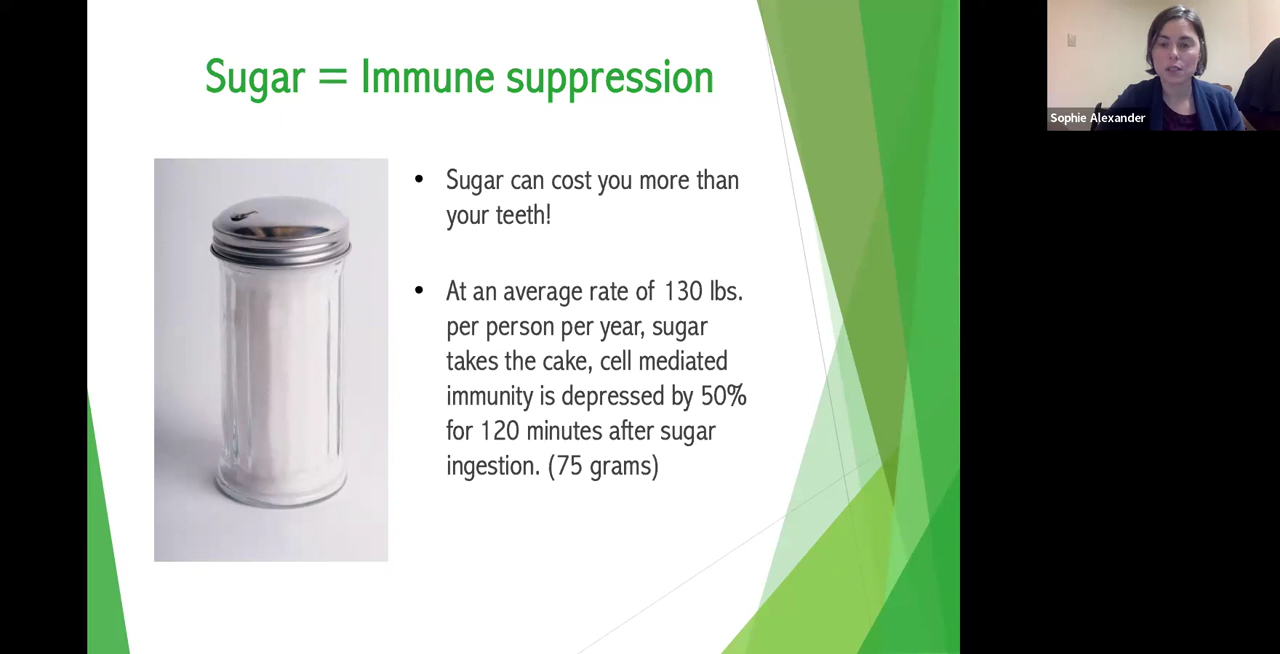 Sugar = Immune suppression
Sophie Alexander
• Sugar can cost you more than
your teeth!
• At an average rate of 130 lbs.
per person per year, sugar
takes the cake, cell mediated
immunity is depressed by 50%
for 120 minutes after sugar
ingestion. (75 grams)